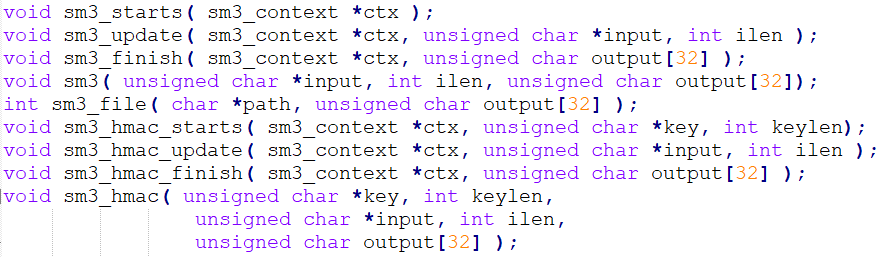 void sm3_starts( sm3_context *ctx );
void sm3_update( sm3_context *ctx, unsigned char *input, int ilen );
void sm3_finish( sm3_context *ctx, unsigned char output[32] );
void sm3( unsigned char *input, int ilen, unsigned char output[32]);
int sm3_file( char *path, unsigned char output[32] );
void sm3_hmac_starts( sm3_context *ctx, unsigned char *key, int keylen);
void sm3_hmac_update( sm3_context *ctx, unsigned char *input, int ilen );
void sm3_hmac_finish( sm3_context *ctx, unsigned char output[32] );
void sm3_hmac( unsigned char *key, int keylen,
unsigned char *input, int ilen,
unsigned char output[32] );